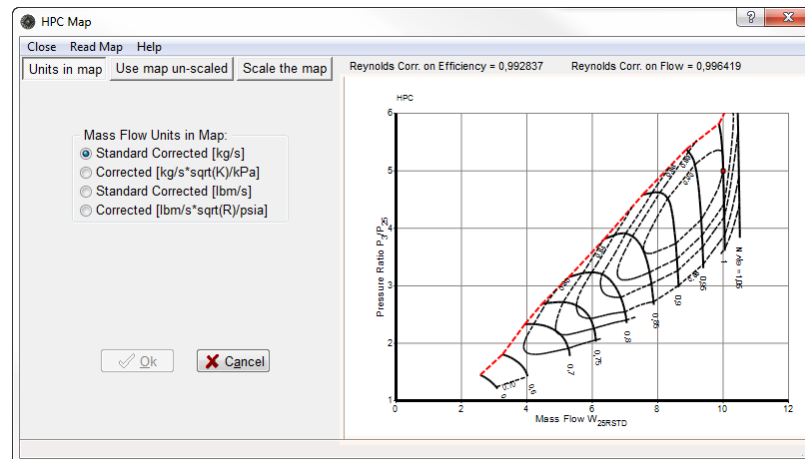 HPC Map
Close Read Map Help
Units in map Use map un-scaled Scale the map
Reynolds Corr. on Efficiency = 0,992837 Reynolds Corr. on Flow = 0,996419
Mass Flow Units in Map:
Standard Corrected [kg/s]
Corrected [kg/s*sqrt(K)/kPa]
Standard Corrected [lbm/s]
Corrected [lbm/s*sqrt(R)/psia]
Ok Cancel
HPC
6
5
4
3
2
1
Pressure Ratio P3/P25
0 2 4 6 8 10 12
Mass Flow W25RSTD
0,6
0,7
0,75
0,8
0,85
0,9
0,95
1